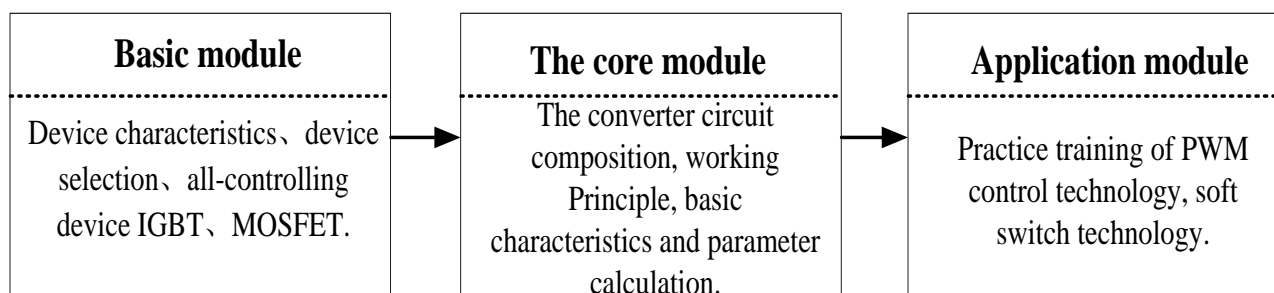 Basic module
Device characteristics、device
selection、all-controlling
device IGBT、MOSFET.
The core module
The converter circuit
composition, working
Principle, basic
characteristics and parameter
calculation.
Application module
Practice training of PWM
control technology, soft
switch technology.